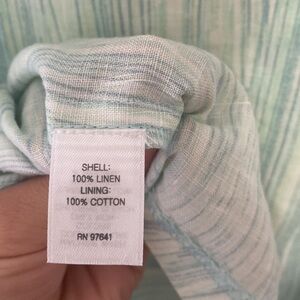 SHELL:
100% LINEN
LINING:
100% COTTON
RN 97641